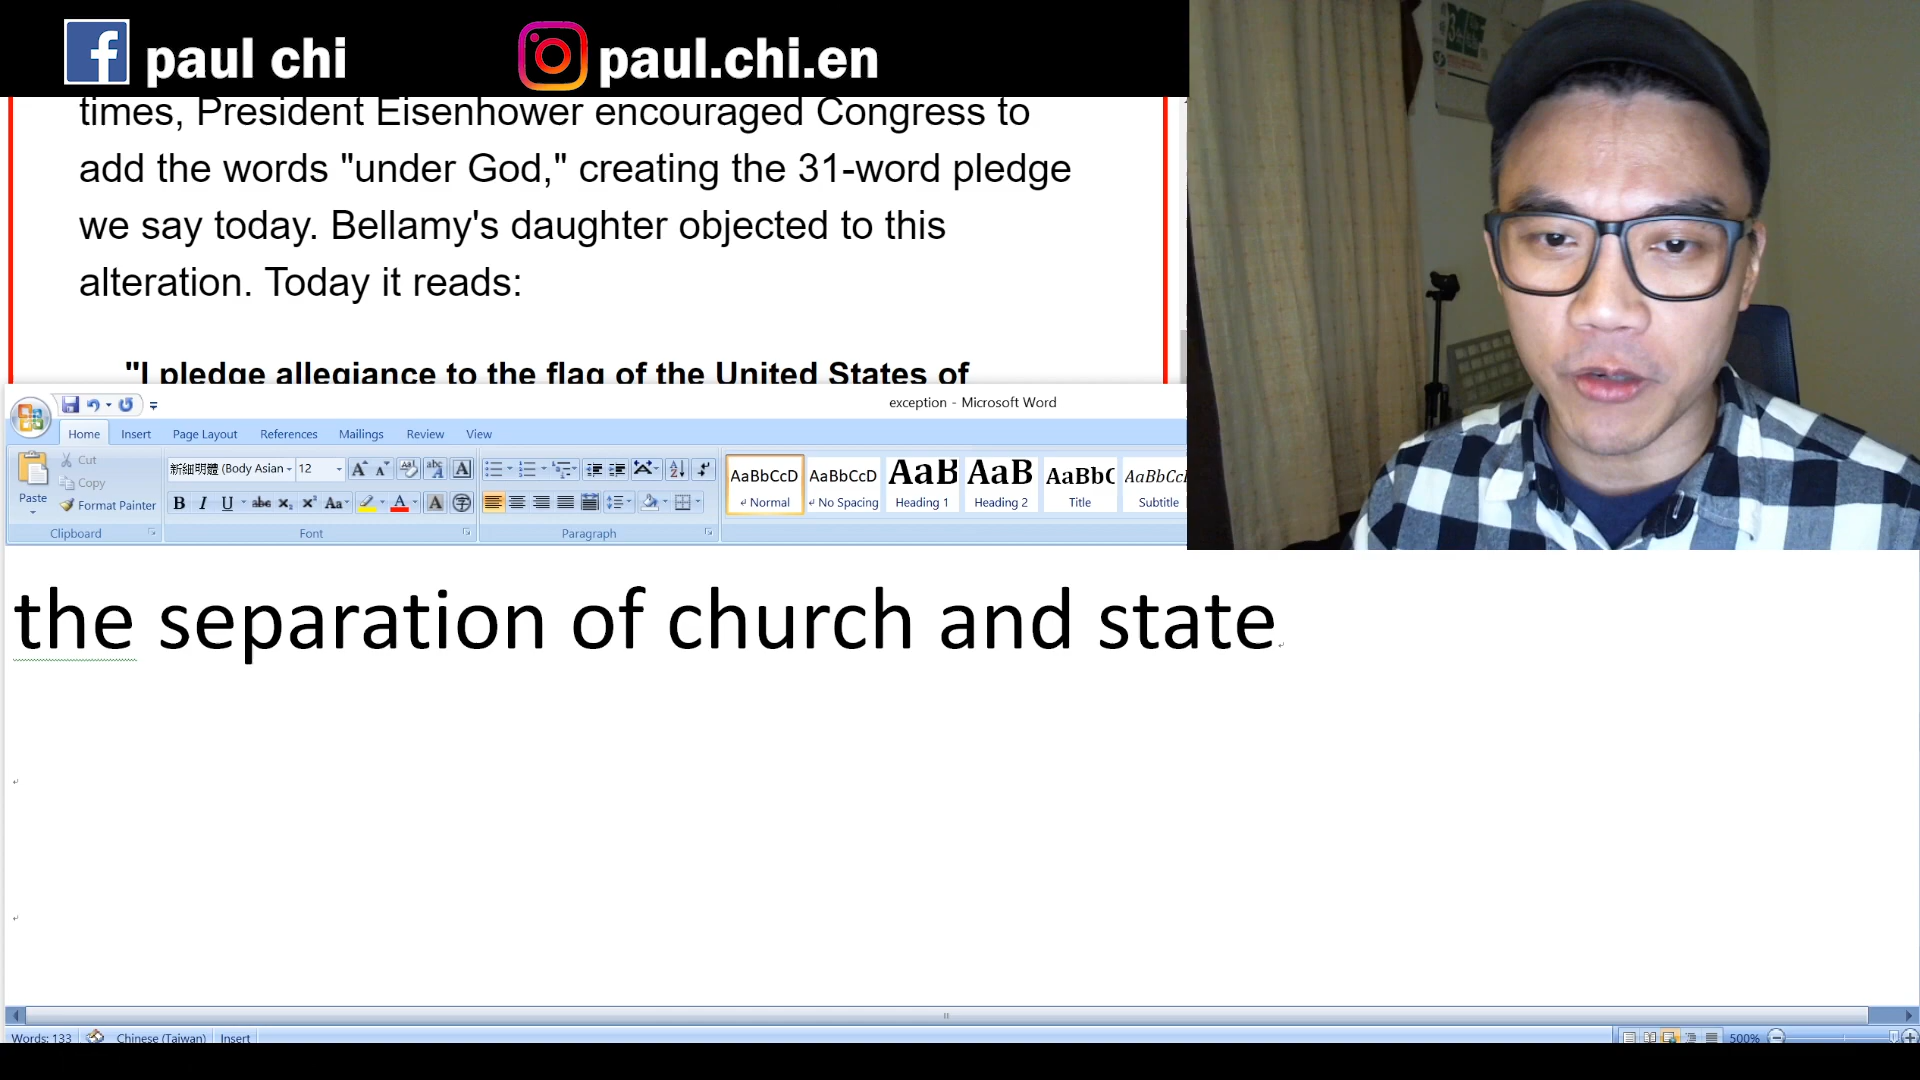 paul chi
paul.chi.en
times, President Eisenhower encouraged Congress to
add the words "under God," creating the 31-word pledge
we say today. Bellamy's daughter objected to this
alteration. Today it reads:
"I pledge allegiance to the flag of the United States of
exception - Microsoft Word
Home Insert Page Layout References Mailings Review View
Paste
Cut
Copy
Format Painter
Clipboard
新細明體 (Body Asian 12
Font
Paragraph
AaBbCcD AaBbCcD AaB AaB AaBbC AaBbCcI
Normal No Spacing Heading 1 Heading 2 Title Subtitle
the separation of church and state
Words: 133 Chinese (Taiwan) Insert 500%